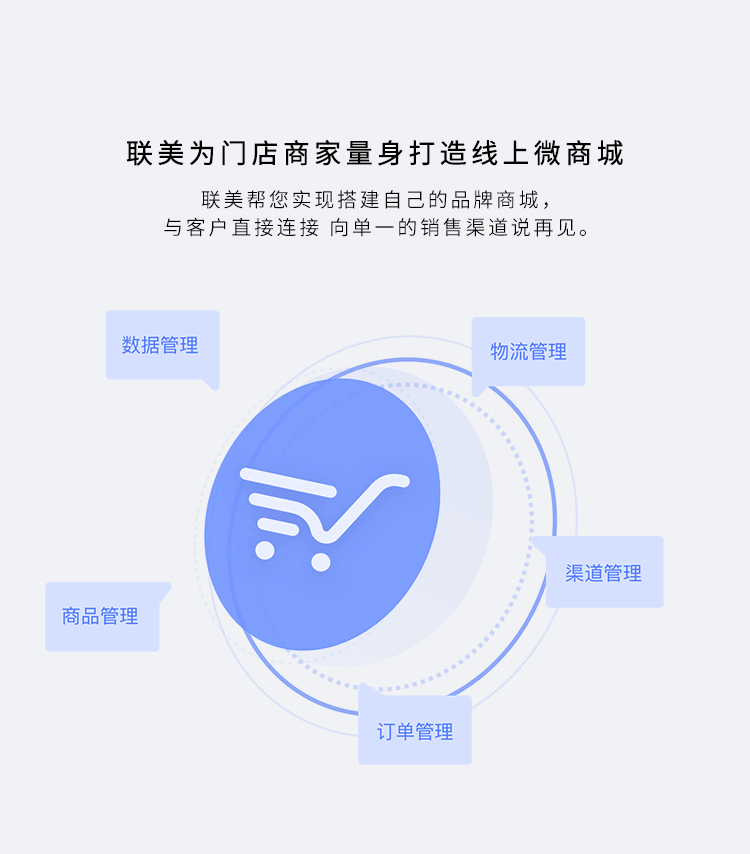 联美为门店商家量身打造线上微商城
联美帮您实现搭建自己的品牌商城，
与客户直接连接 向单一的销售渠道说再见。
数据管理
物流管理
渠道管理
商品管理
订单管理